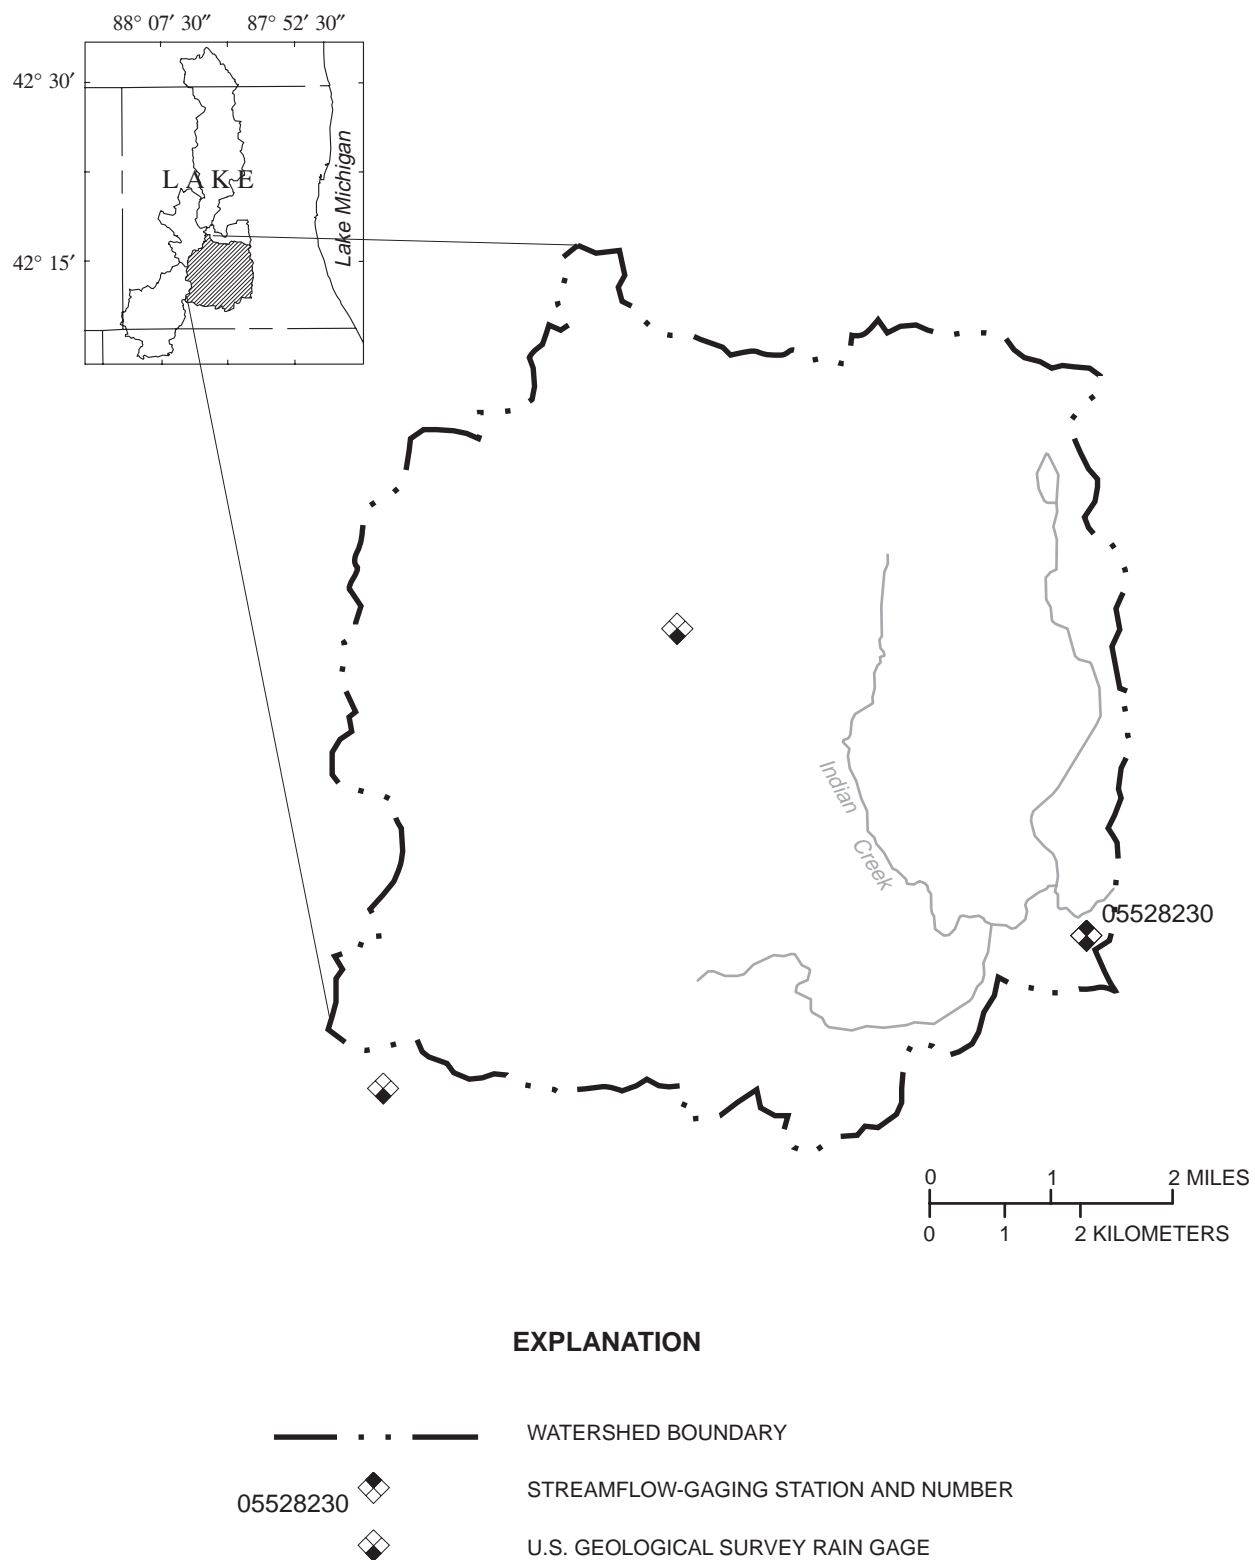 88° 07′ 30″ 87° 52′ 30″
42° 30′
LAKE
Lake Michigan
42° 15′
Indian
Creek
05528230
0 1 2 MILES
0 1 2 KILOMETERS
EXPLANATION
WATERSHED BOUNDARY
STREAMFLOW-GAGING STATION AND NUMBER
05528230
U.S. GEOLOGICAL SURVEY RAIN GAGE